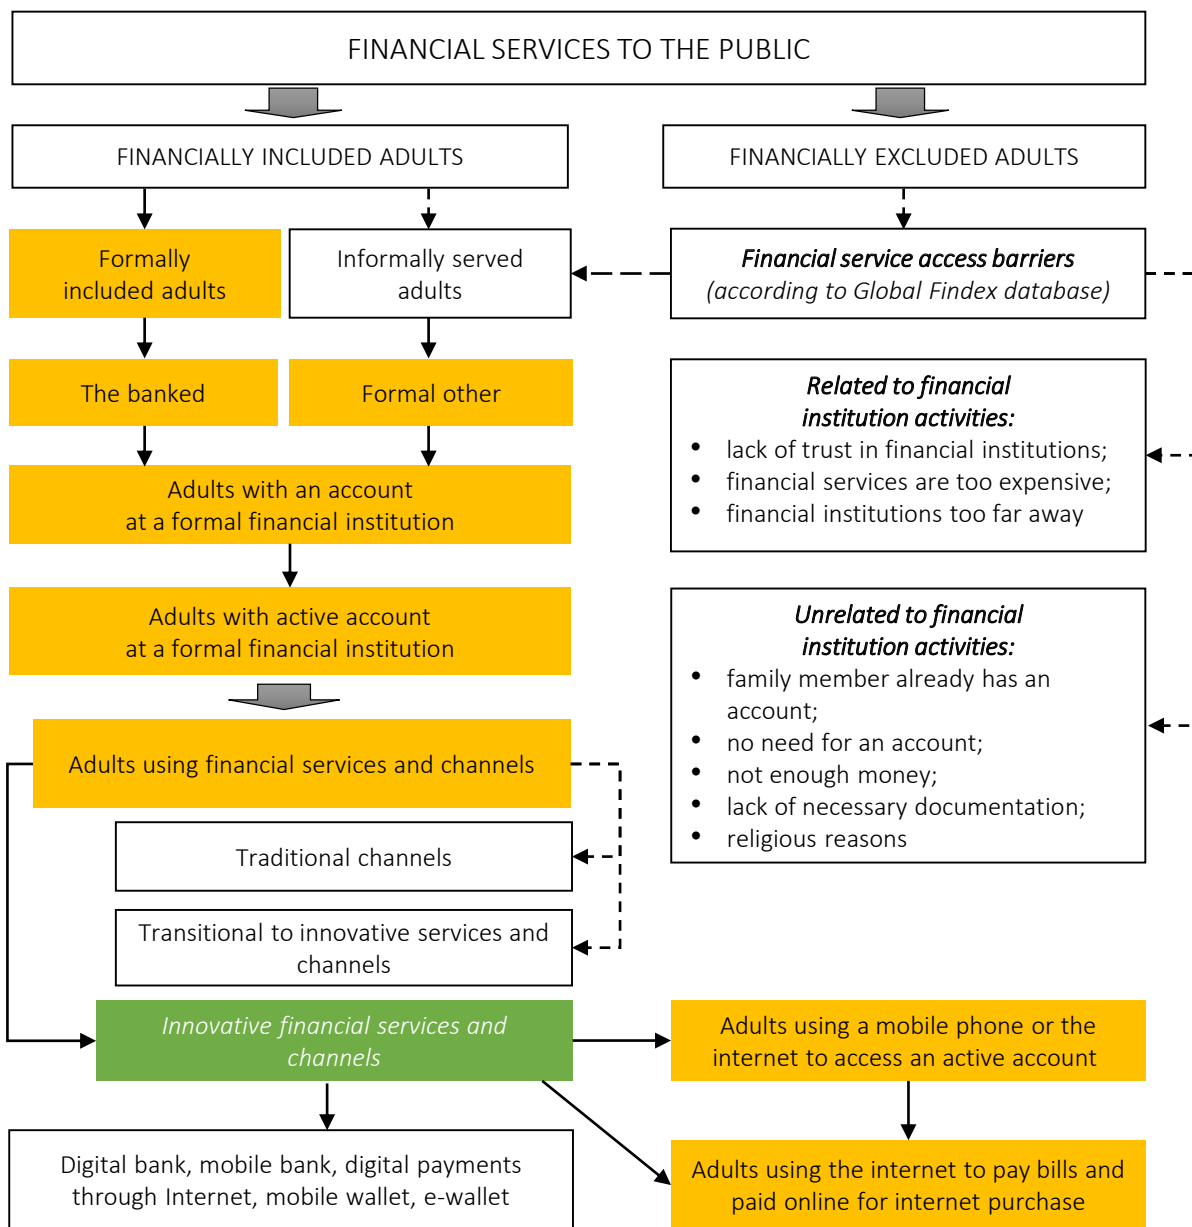 FINANCIAL SERVICES TO THE PUBLIC
FINANCIALLY INCLUDED ADULTS
FINANCIALLY EXCLUDED ADULTS
Formally
included adults
Informally served
adults
Financial service access barriers
(according to Global Findex database)
The banked
Formal other
Related to financial
institution activities:
• lack of trust in financial institutions;
• financial services are too expensive;
• financial institutions too far away
Adults with an account
at a formal financial institution
Adults with active account
at a formal financial institution
Unrelated to financial
institution activities:
• family member already has an
account;
• no need for an account;
• not enough money;
• lack of necessary documentation;
• religious reasons
Adults using financial services and channels
Traditional channels
Transitional to innovative services and
channels
Innovative financial services and
channels
Adults using a mobile phone or the
internet to access an active account
Digital bank, mobile bank, digital payments
through Internet, mobile wallet, e-wallet
Adults using the internet to pay bills and
paid online for internet purchase